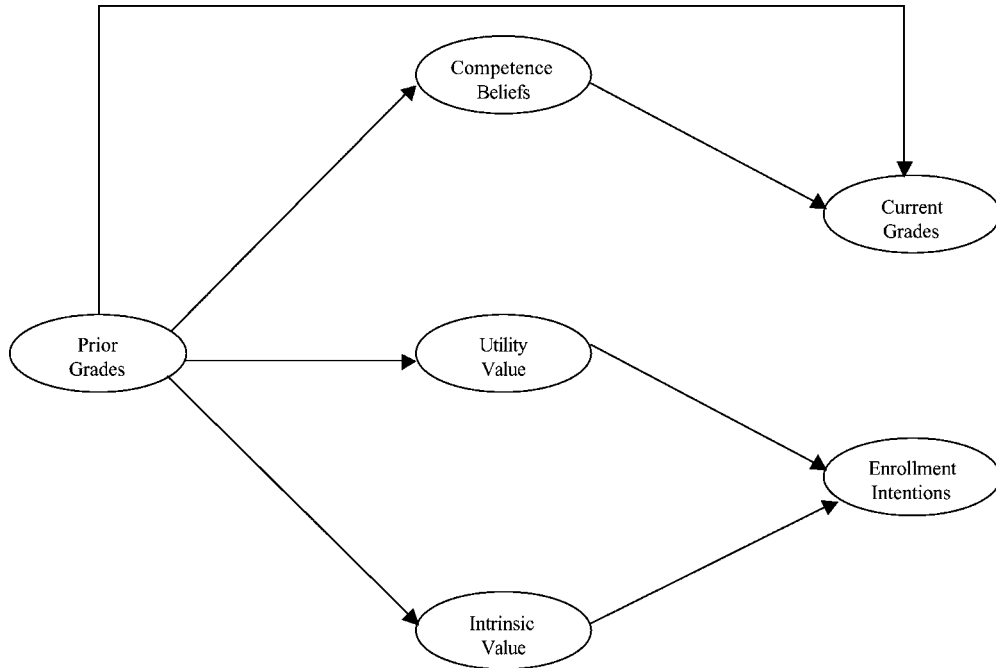 Competence
Beliefs
Current
Grades
Prior
Grades
Utility
Value
Enrollment
Intentions
Intrinsic
Value